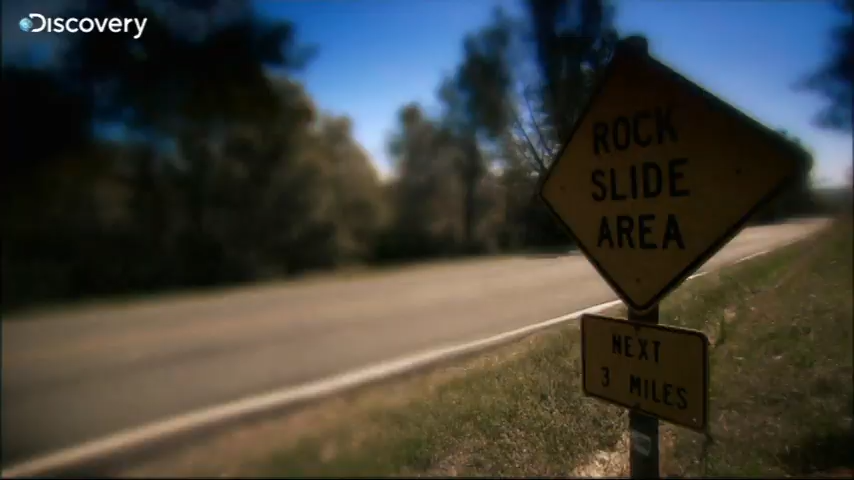 Discovery
ROCK
SLIDE
AREA
NEXT
3 MILES